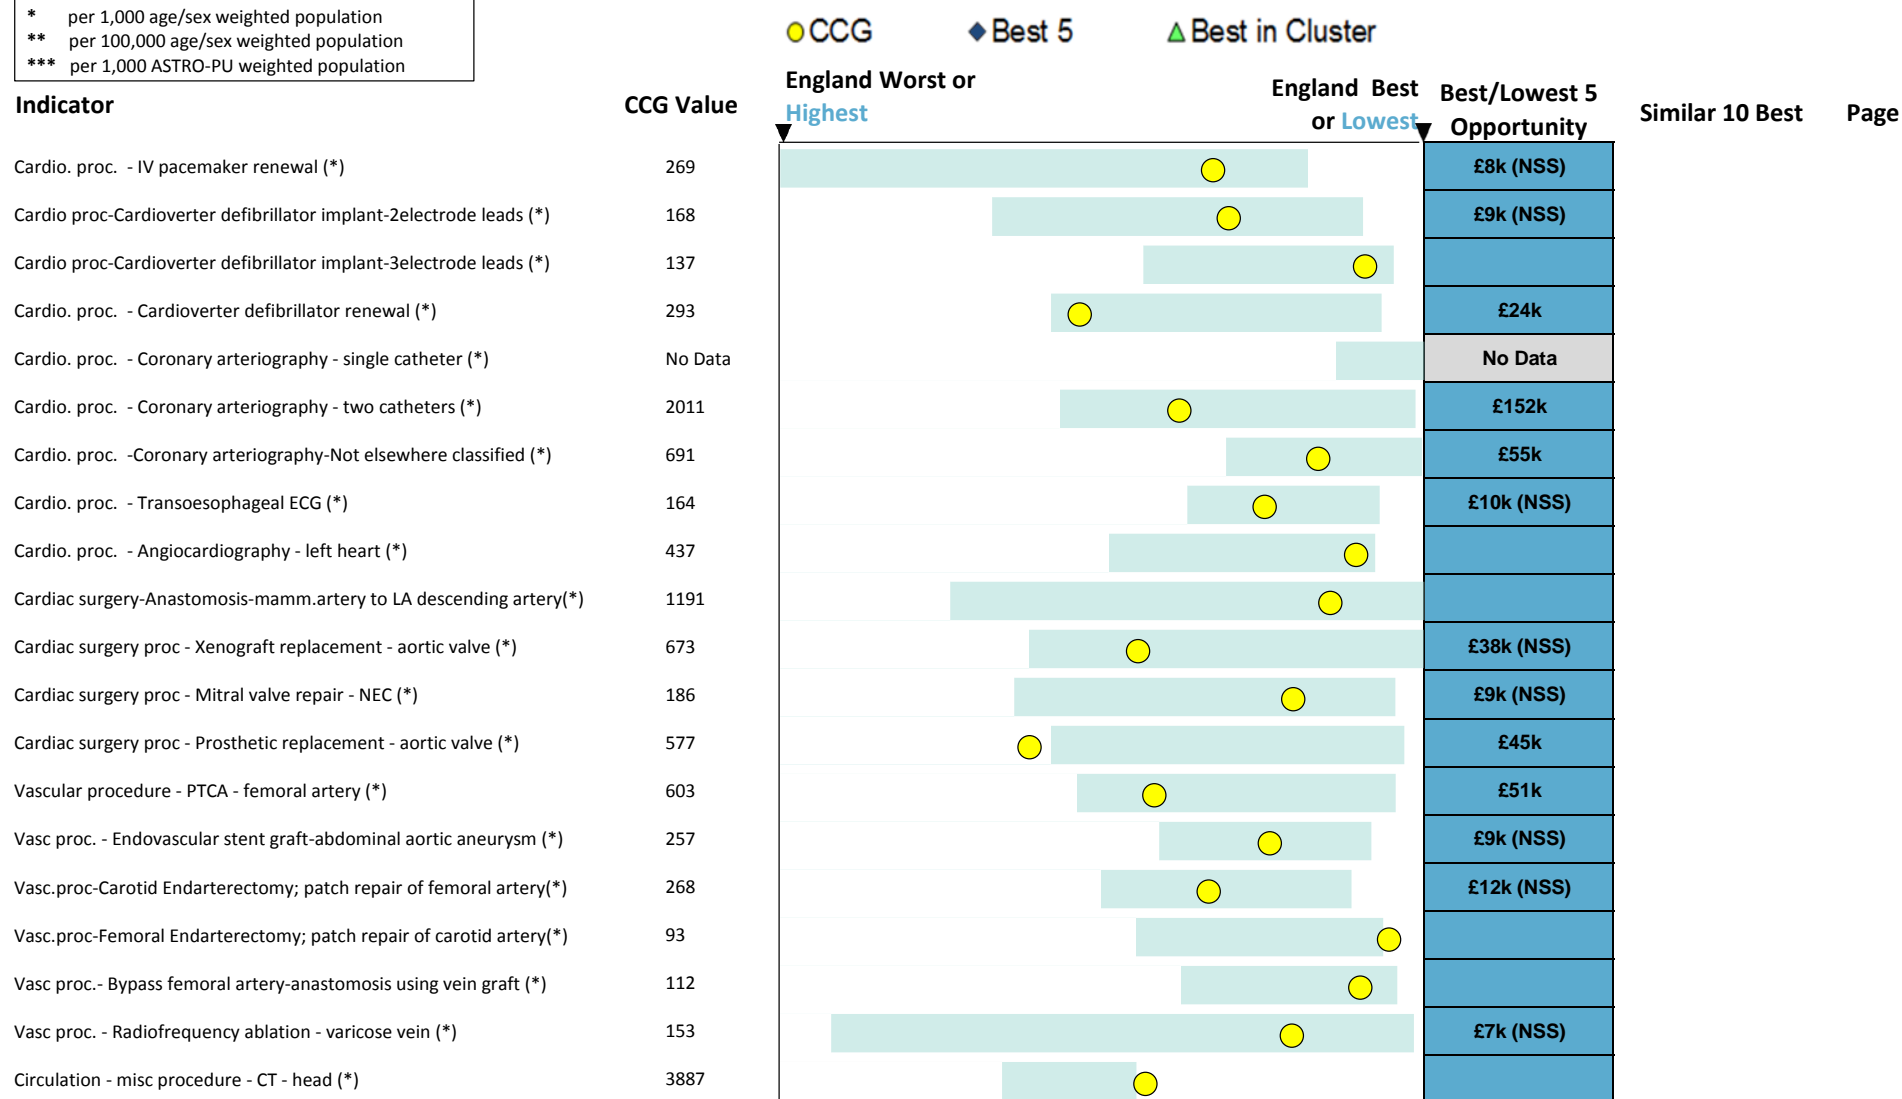 * per 1,000 age/sex weighted population
** per 100,000 age/sex weighted population
*** per 1,000 ASTRO-PU weighted population
CCG Best 5 Best in Cluster
Indicator CCG Value England Worst or Highest England Best or Lowest Best/Lowest 5 Opportunity Similar 10 Best Page
Cardio. proc. - IV pacemaker renewal (*) 269 £8k (NSS)
Cardio proc-Cardioverter defibrillator implant-2electrode leads (*) 168 £9k (NSS)
Cardio proc-Cardioverter defibrillator implant-3electrode leads (*) 137
Cardio. proc. - Cardioverter defibrillator renewal (*) 293 £24k
Cardio. proc. - Coronary arteriography - single catheter (*) No Data No Data
Cardio. proc. - Coronary arteriography - two catheters (*) 2011 £152k
Cardio. proc. -Coronary arteriography-Not elsewhere classified (*) 691 £55k
Cardio. proc. - Transoesophageal ECG (*) 164 £10k (NSS)
Cardio. proc. - Angiocardiography - left heart (*) 437
Cardiac surgery-Anastomosis-mamm.artery to LA descending artery(*) 1191
Cardiac surgery proc - Xenograft replacement - aortic valve (*) 673 £38k (NSS)
Cardiac surgery proc - Mitral valve repair - NEC (*) 186 £9k (NSS)
Cardiac surgery proc - Prosthetic replacement - aortic valve (*) 577 £45k
Vascular procedure - PTCA - femoral artery (*) 603 £51k
Vasc proc. - Endovascular stent graft-abdominal aortic aneurysm (*) 257 £9k (NSS)
Vasc.proc-Carotid Endarterectomy; patch repair of femoral artery(*) 268 £12k (NSS)
Vasc.proc-Femoral Endarterectomy; patch repair of carotid artery(*) 93
Vasc proc.- Bypass femoral artery-anastomosis using vein graft (*) 112
Vasc proc. - Radiofrequency ablation - varicose vein (*) 153 £7k (NSS)
Circulation - misc procedure - CT - head (*) 3887